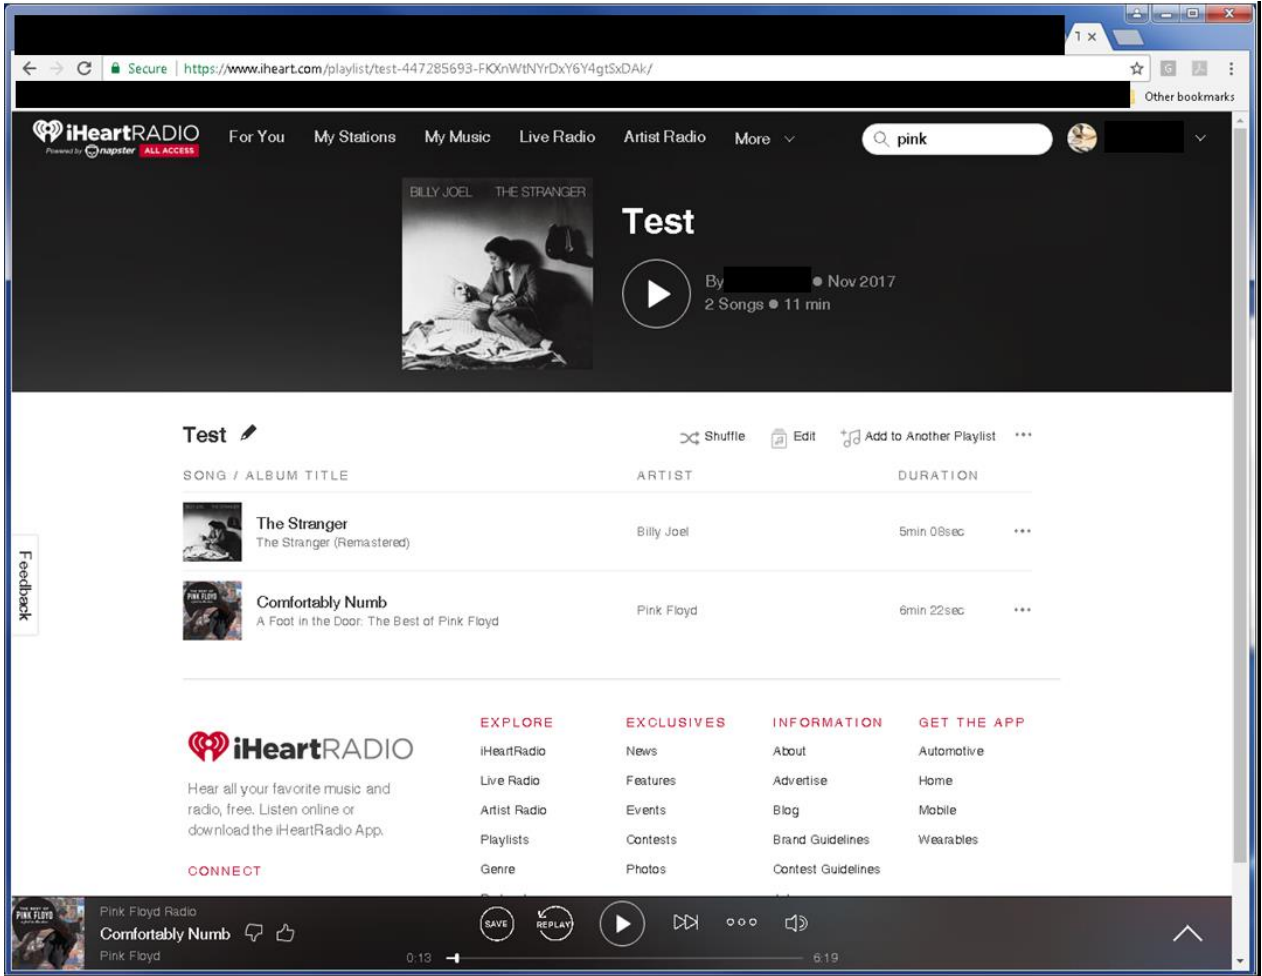 1 ×
Secure | https://www.iheart.com/playlist/test-447285693-FKXnWtNYrDxY6Y4gtSxDAk/
Other bookmarks
iHeartRADIO For You My Stations My Music Live Radio Artist Radio More pink
Powered by napster ALL ACCESS
BILLY JOEL THE STRANGER
Test
By ● Nov 2017
2 Songs ● 11 min
Test Shuffle Edit Add to Another Playlist ···
SONG / ALBUM TITLE ARTIST DURATION
The Stranger
The Stranger (Remastered) Billy Joel 5min 08sec ···
Comfortably Numb
A Foot in the Door: The Best of Pink Floyd Pink Floyd 6min 22sec ···
Feedback
iHeartRADIO
Hear all your favorite music and
radio, free. Listen online or
download the iHeartRadio App.
CONNECT
EXPLORE
iHeartRadio
Live Radio
Artist Radio
Playlists
Genre
EXCLUSIVES
News
Features
Events
Contests
Photos
INFORMATION
About
Advertise
Blog
Brand Guidelines
Contest Guidelines
GET THE APP
Automotive
Home
Mobile
Wearables
PINK FLOYD
Pink Floyd Radio
Comfortably Numb
Pink Floyd
SAVE REPLAY
0:13 6:19